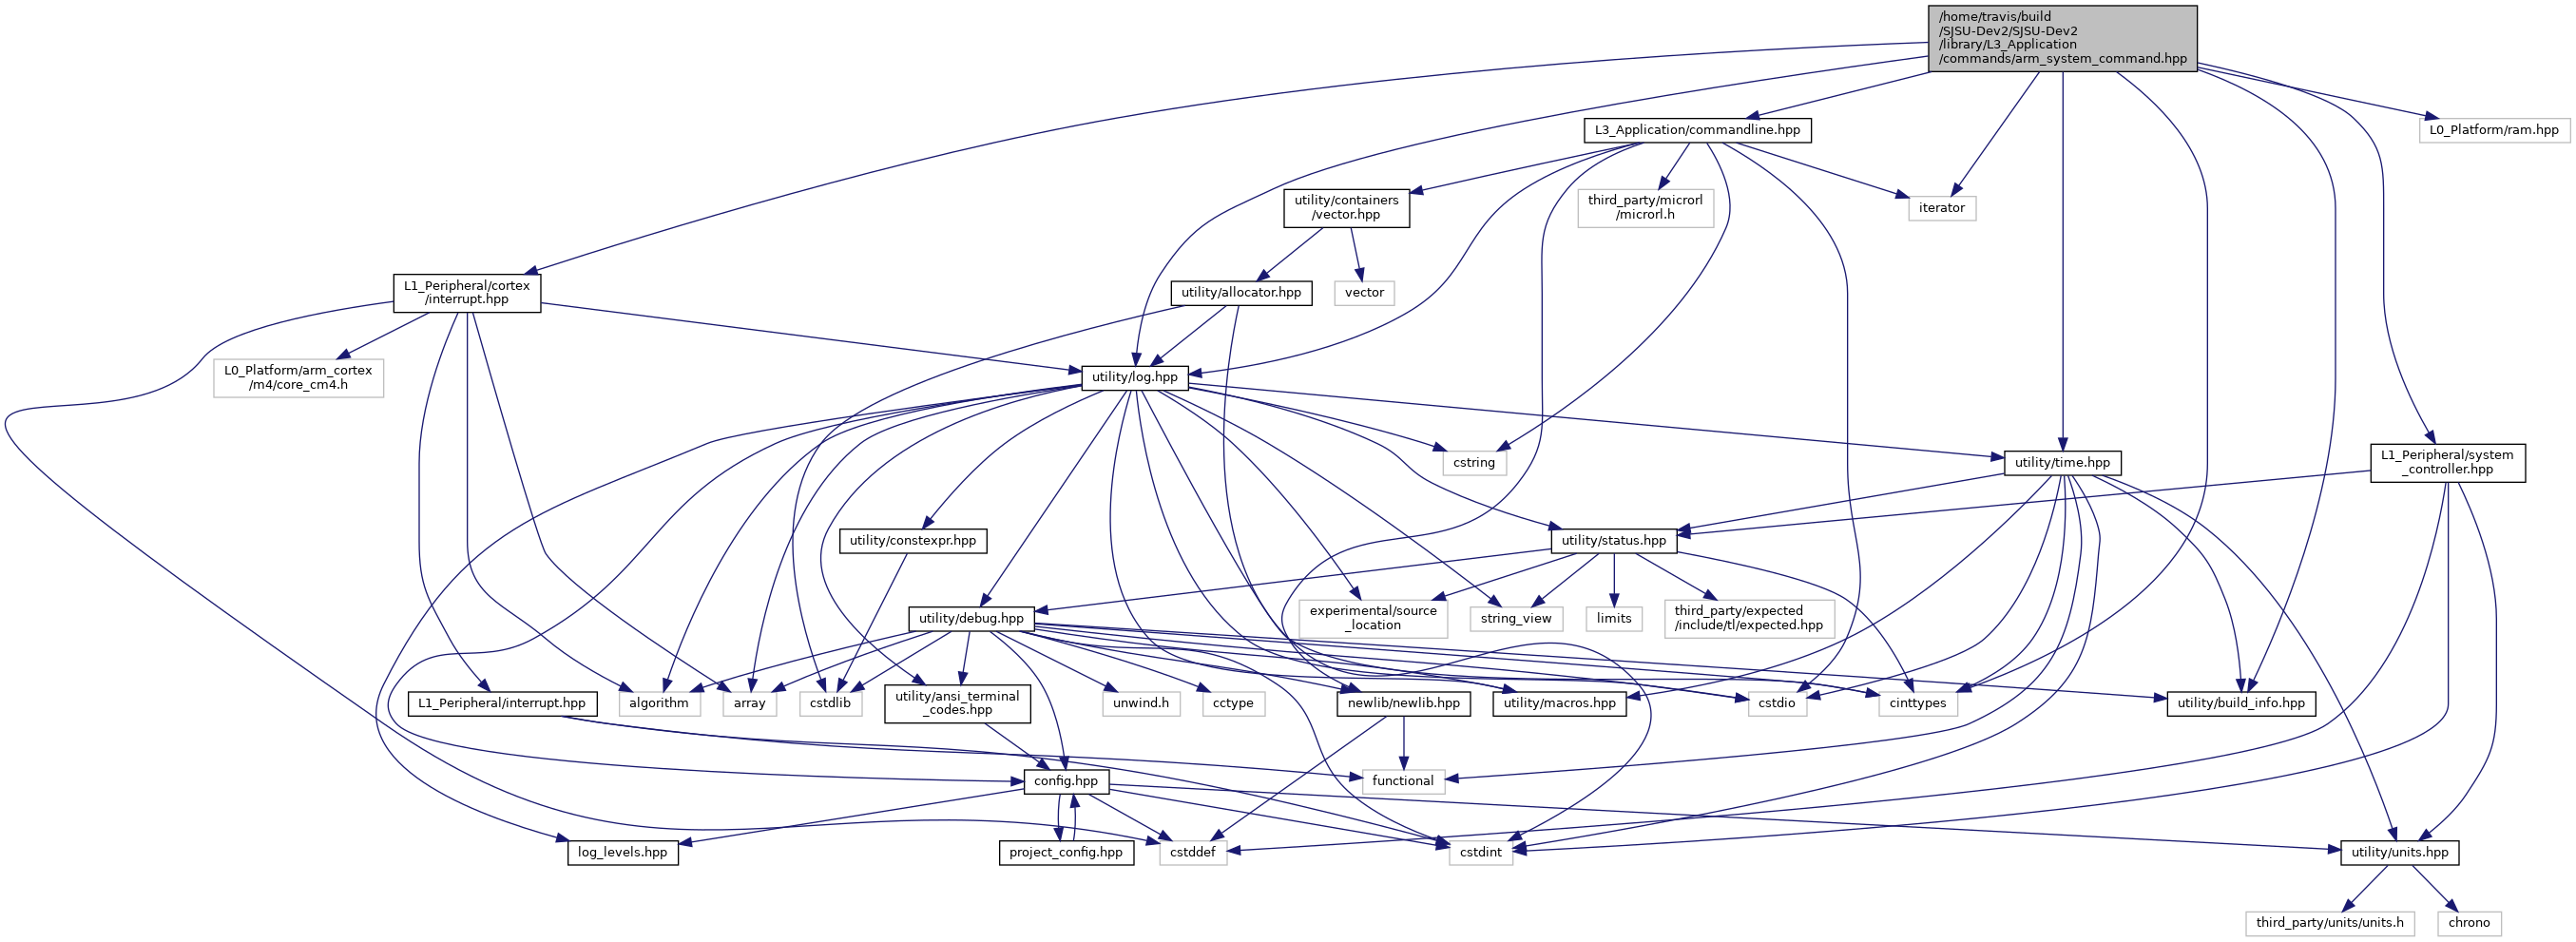 /home/travis/build
/SJSU-Dev2/SJSU-Dev2
/library/L3_Application
/commands/arm_system_command.hpp
L3_Application/commandline.hpp
L0_Platform/ram.hpp
utility/containers
/vector.hpp
third_party/microrl
/microrl.h
iterator
L1_Peripheral/cortex
/interrupt.hpp
utility/allocator.hpp
vector
L0_Platform/arm_cortex
/m4/core_cm4.h
utility/log.hpp
cstring
utility/time.hpp
L1_Peripheral/system
_controller.hpp
utility/constexpr.hpp
utility/status.hpp
utility/debug.hpp
experimental/source
_location
string_view
limits
third_party/expected
/include/tl/expected.hpp
L1_Peripheral/interrupt.hpp
algorithm
array
cstdlib
utility/ansi_terminal
_codes.hpp
unwind.h
cctype
newlib/newlib.hpp
utility/macros.hpp
cstdio
cinttypes
utility/build_info.hpp
config.hpp
functional
log_levels.hpp
project_config.hpp
cstddef
cstdint
utility/units.hpp
third_party/units/units.h
chrono